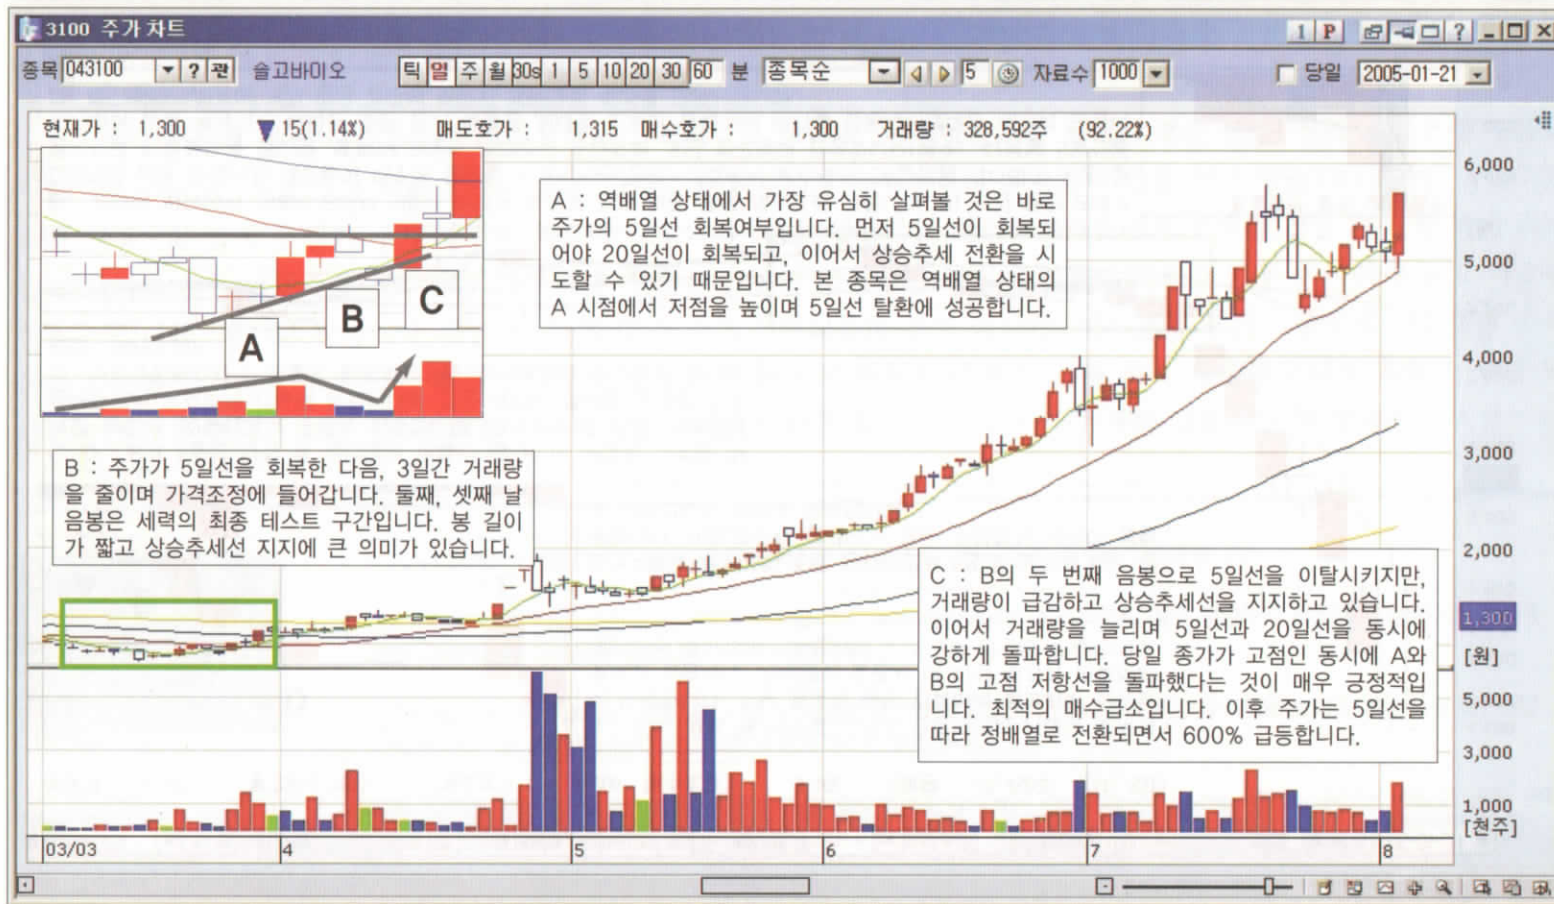 3100 주가차트
1 P ?
종목 043100 ? 관 솔고바이오 틱 일 주 월 30s 1 5 10 20 30 60 분 종목순 5 자료수 1000 당일 2005-01-21
현재가 : 1,300 ▼ 15(1.14%) 매도호가 : 1,315 매수호가 : 1,300 거래량 : 328,592주 (92.22%)
A
B
C
A : 역배열 상태에서 가장 유심히 살펴볼 것은 바로
주가의 5일선 회복여부입니다. 먼저 5일선이 회복되
어야 20일선이 회복되고, 이어서 상승추세 전환을 시
도할 수 있기 때문입니다. 본 종목은 역배열 상태의
A 시점에서 저점을 높이며 5일선 탈환에 성공합니다.
B : 주가가 5일선을 회복한 다음, 3일간 거래량
을 줄이며 가격조정에 들어갑니다. 둘째, 셋째 날
음봉은 세력의 최종 테스트 구간입니다. 봉 길이
가 짧고 상승추세선 지지에 큰 의미가 있습니다.
C : B의 두 번째 음봉으로 5일선을 이탈시키지만,
거래량이 급감하고 상승추세선을 지지하고 있습니다.
이어서 거래량을 늘리며 5일선과 20일선을 동시에
강하게 돌파합니다. 당일 종가가 고점인 동시에 A와
B의 고점 저항선을 돌파했다는 것이 매우 긍정적입
니다. 최적의 매수급소입니다. 이후 주가는 5일선을
따라 정배열로 전환되면서 600% 급등합니다.
6,000
5,000
4,000
3,000
2,000
1,300
[원]
5,000
3,000
1,000
[천주]
03/03 4 5 6 7 8